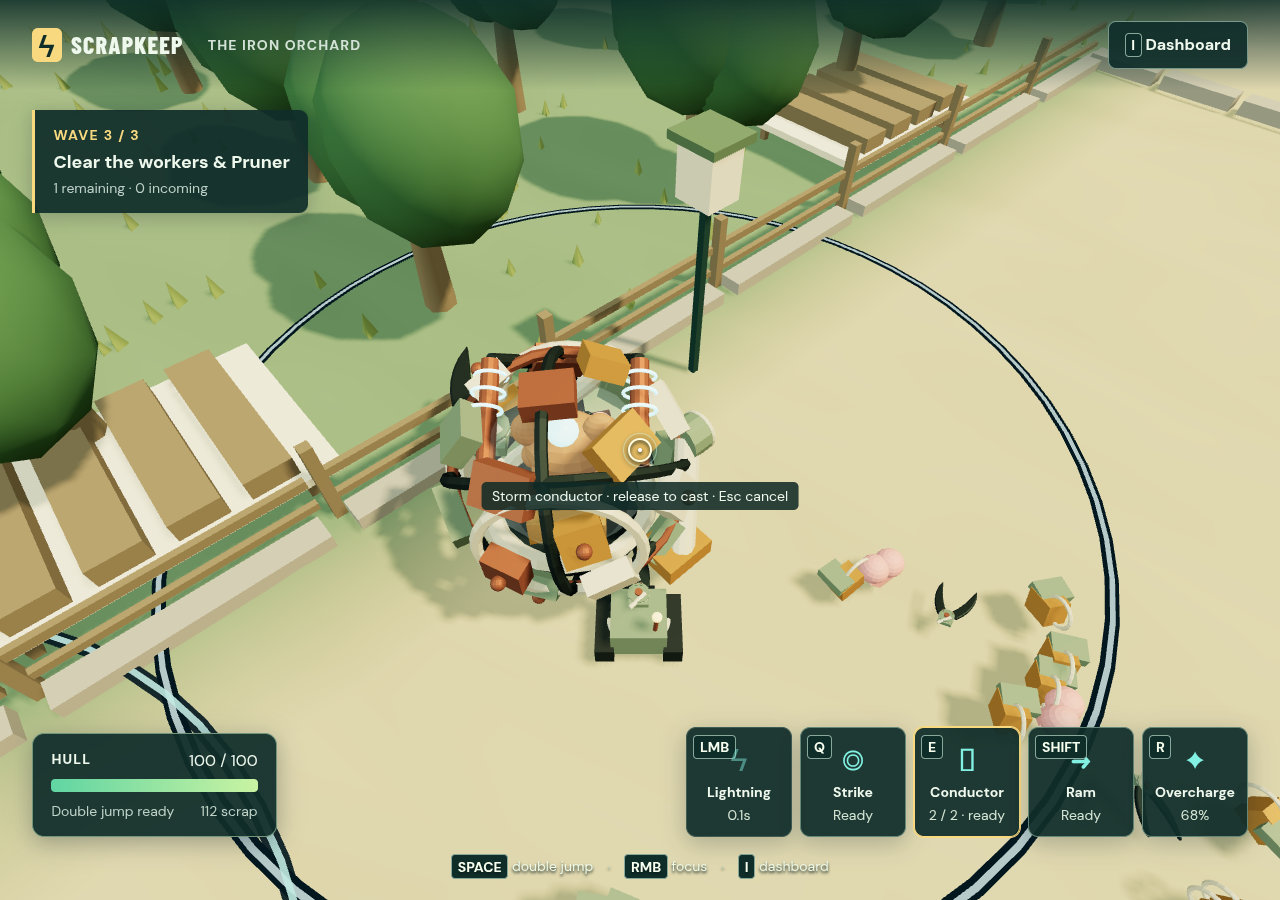 SCRAPKEEP THE IRON ORCHARD
I Dashboard
WAVE 3 / 3
Clear the workers & Pruner
1 remaining · 0 incoming
Storm conductor · release to cast · Esc cancel
HULL 100 / 100
Double jump ready 112 scrap
LMB Lightning 0.1s
Q Strike Ready
E Conductor 2 / 2 · ready
SHIFT Ram Ready
R Overcharge 68%
SPACE double jump · RMB focus · I dashboard